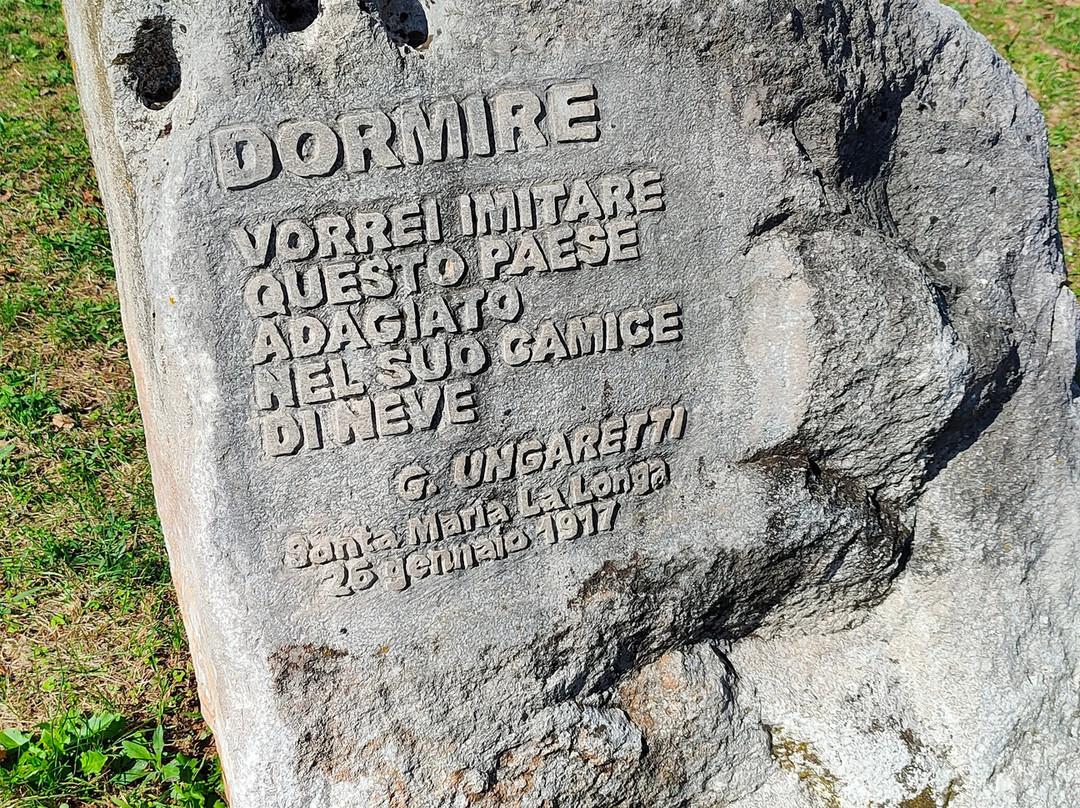 DORMIRE
VORREI IMITARE
QUESTO PAESE
ADAGIATO
NEL SUO CAMICE
DI NEVE
G. UNGARETTI
Santa Maria La Longa
26 gennaio 1917